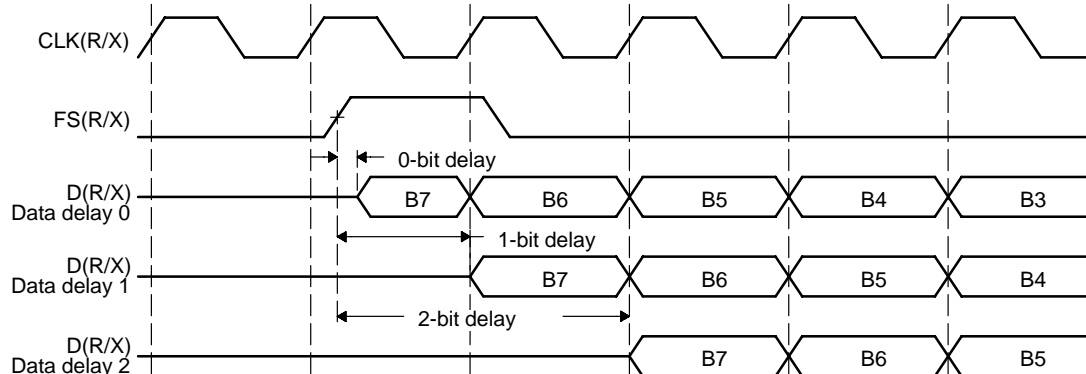 CLK(R/X)
FS(R/X)
0-bit delay
D(R/X)
Data delay 0
B7 B6 B5 B4 B3
1-bit delay
D(R/X)
Data delay 1
B7 B6 B5 B4
2-bit delay
D(R/X)
Data delay 2
B7 B6 B5